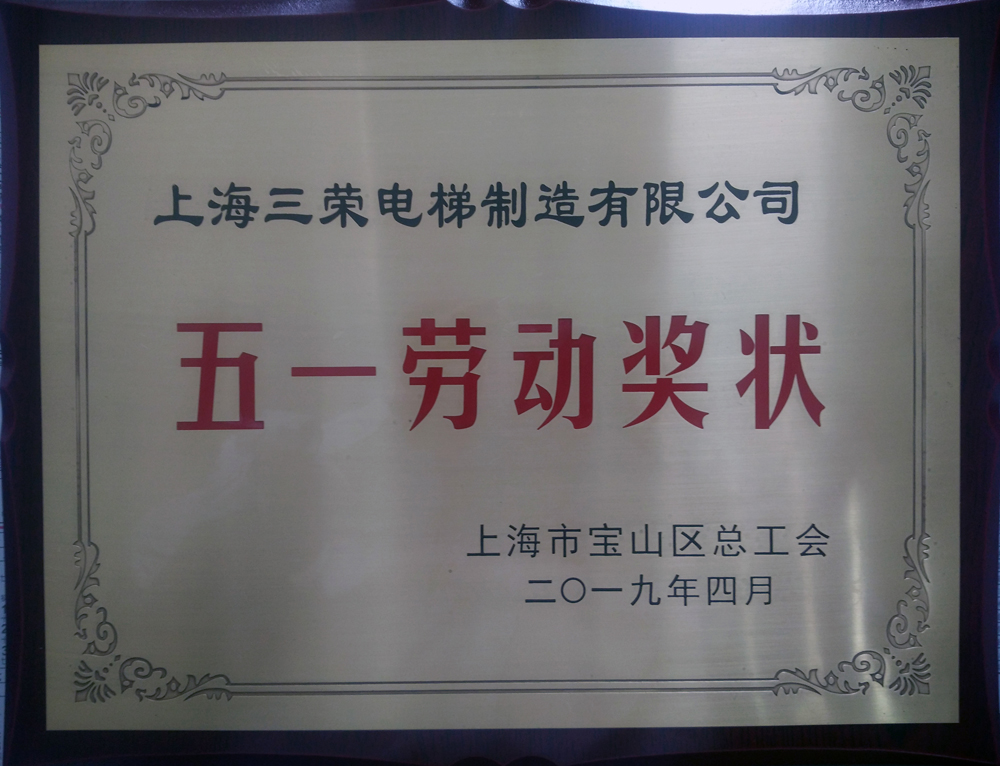 上海三荣电梯制造有限公司
五一劳动奖状
上海市宝山区总工会
二〇一九年四月